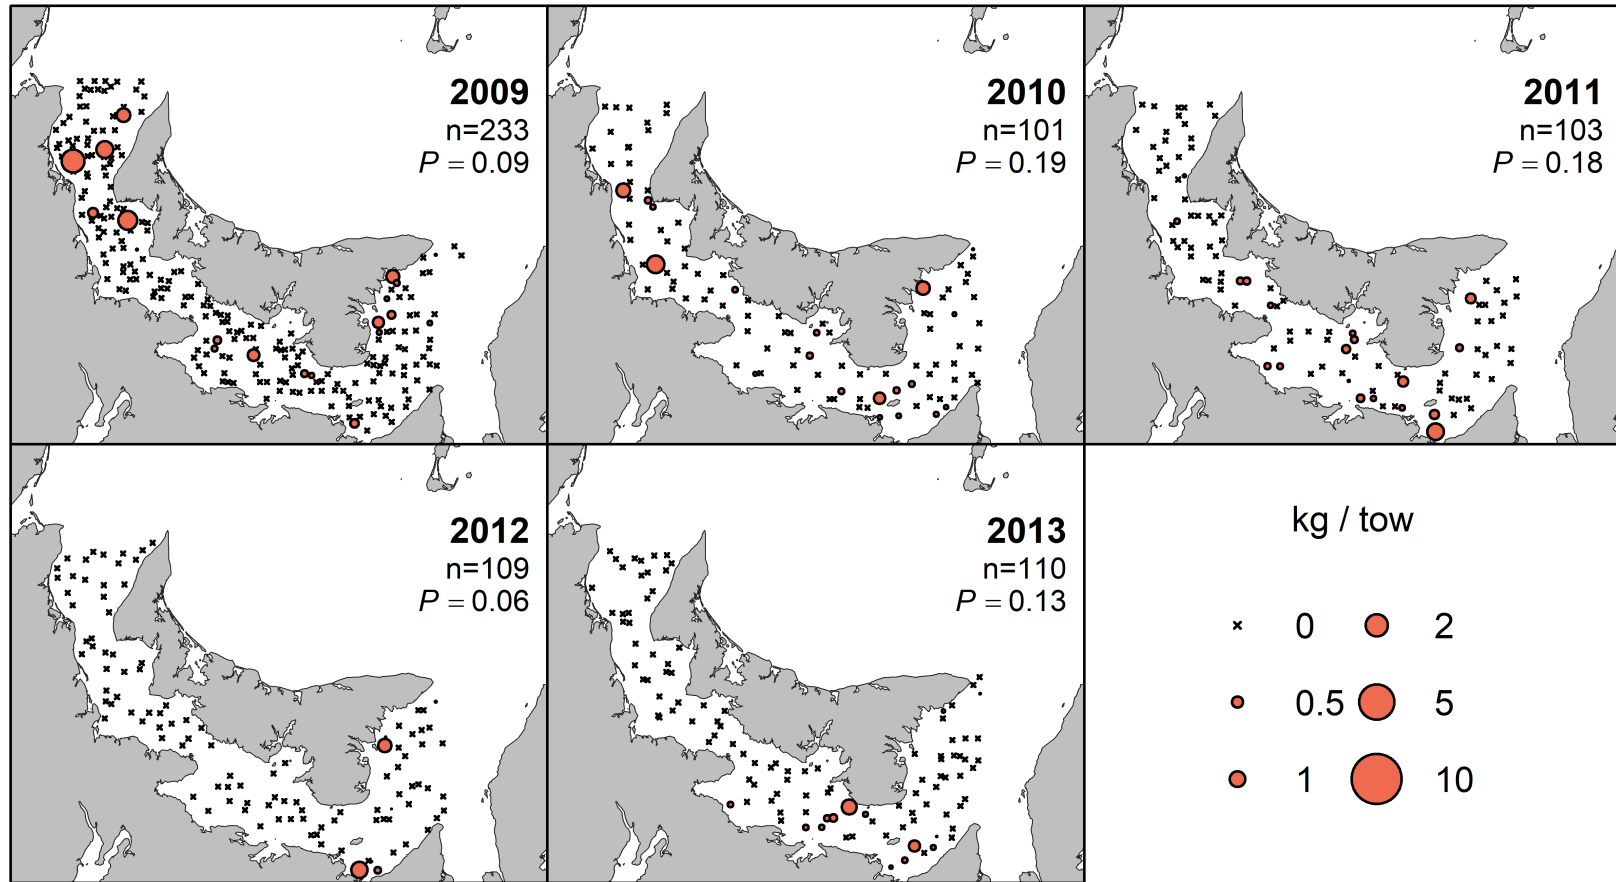 2009
n=233
P = 0.09
2010
n=101
P = 0.19
2011
n=103
P = 0.18
2012
n=109
P = 0.06
2013
n=110
P = 0.13
kg / tow
0 2
0.5 5
1 10